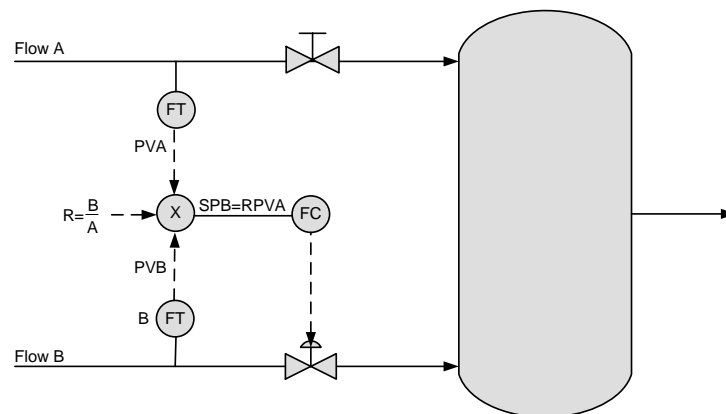 Flow A
FT
PVA
R=B/A
X
SPB=RPVA
FC
PVB
B
FT
Flow B